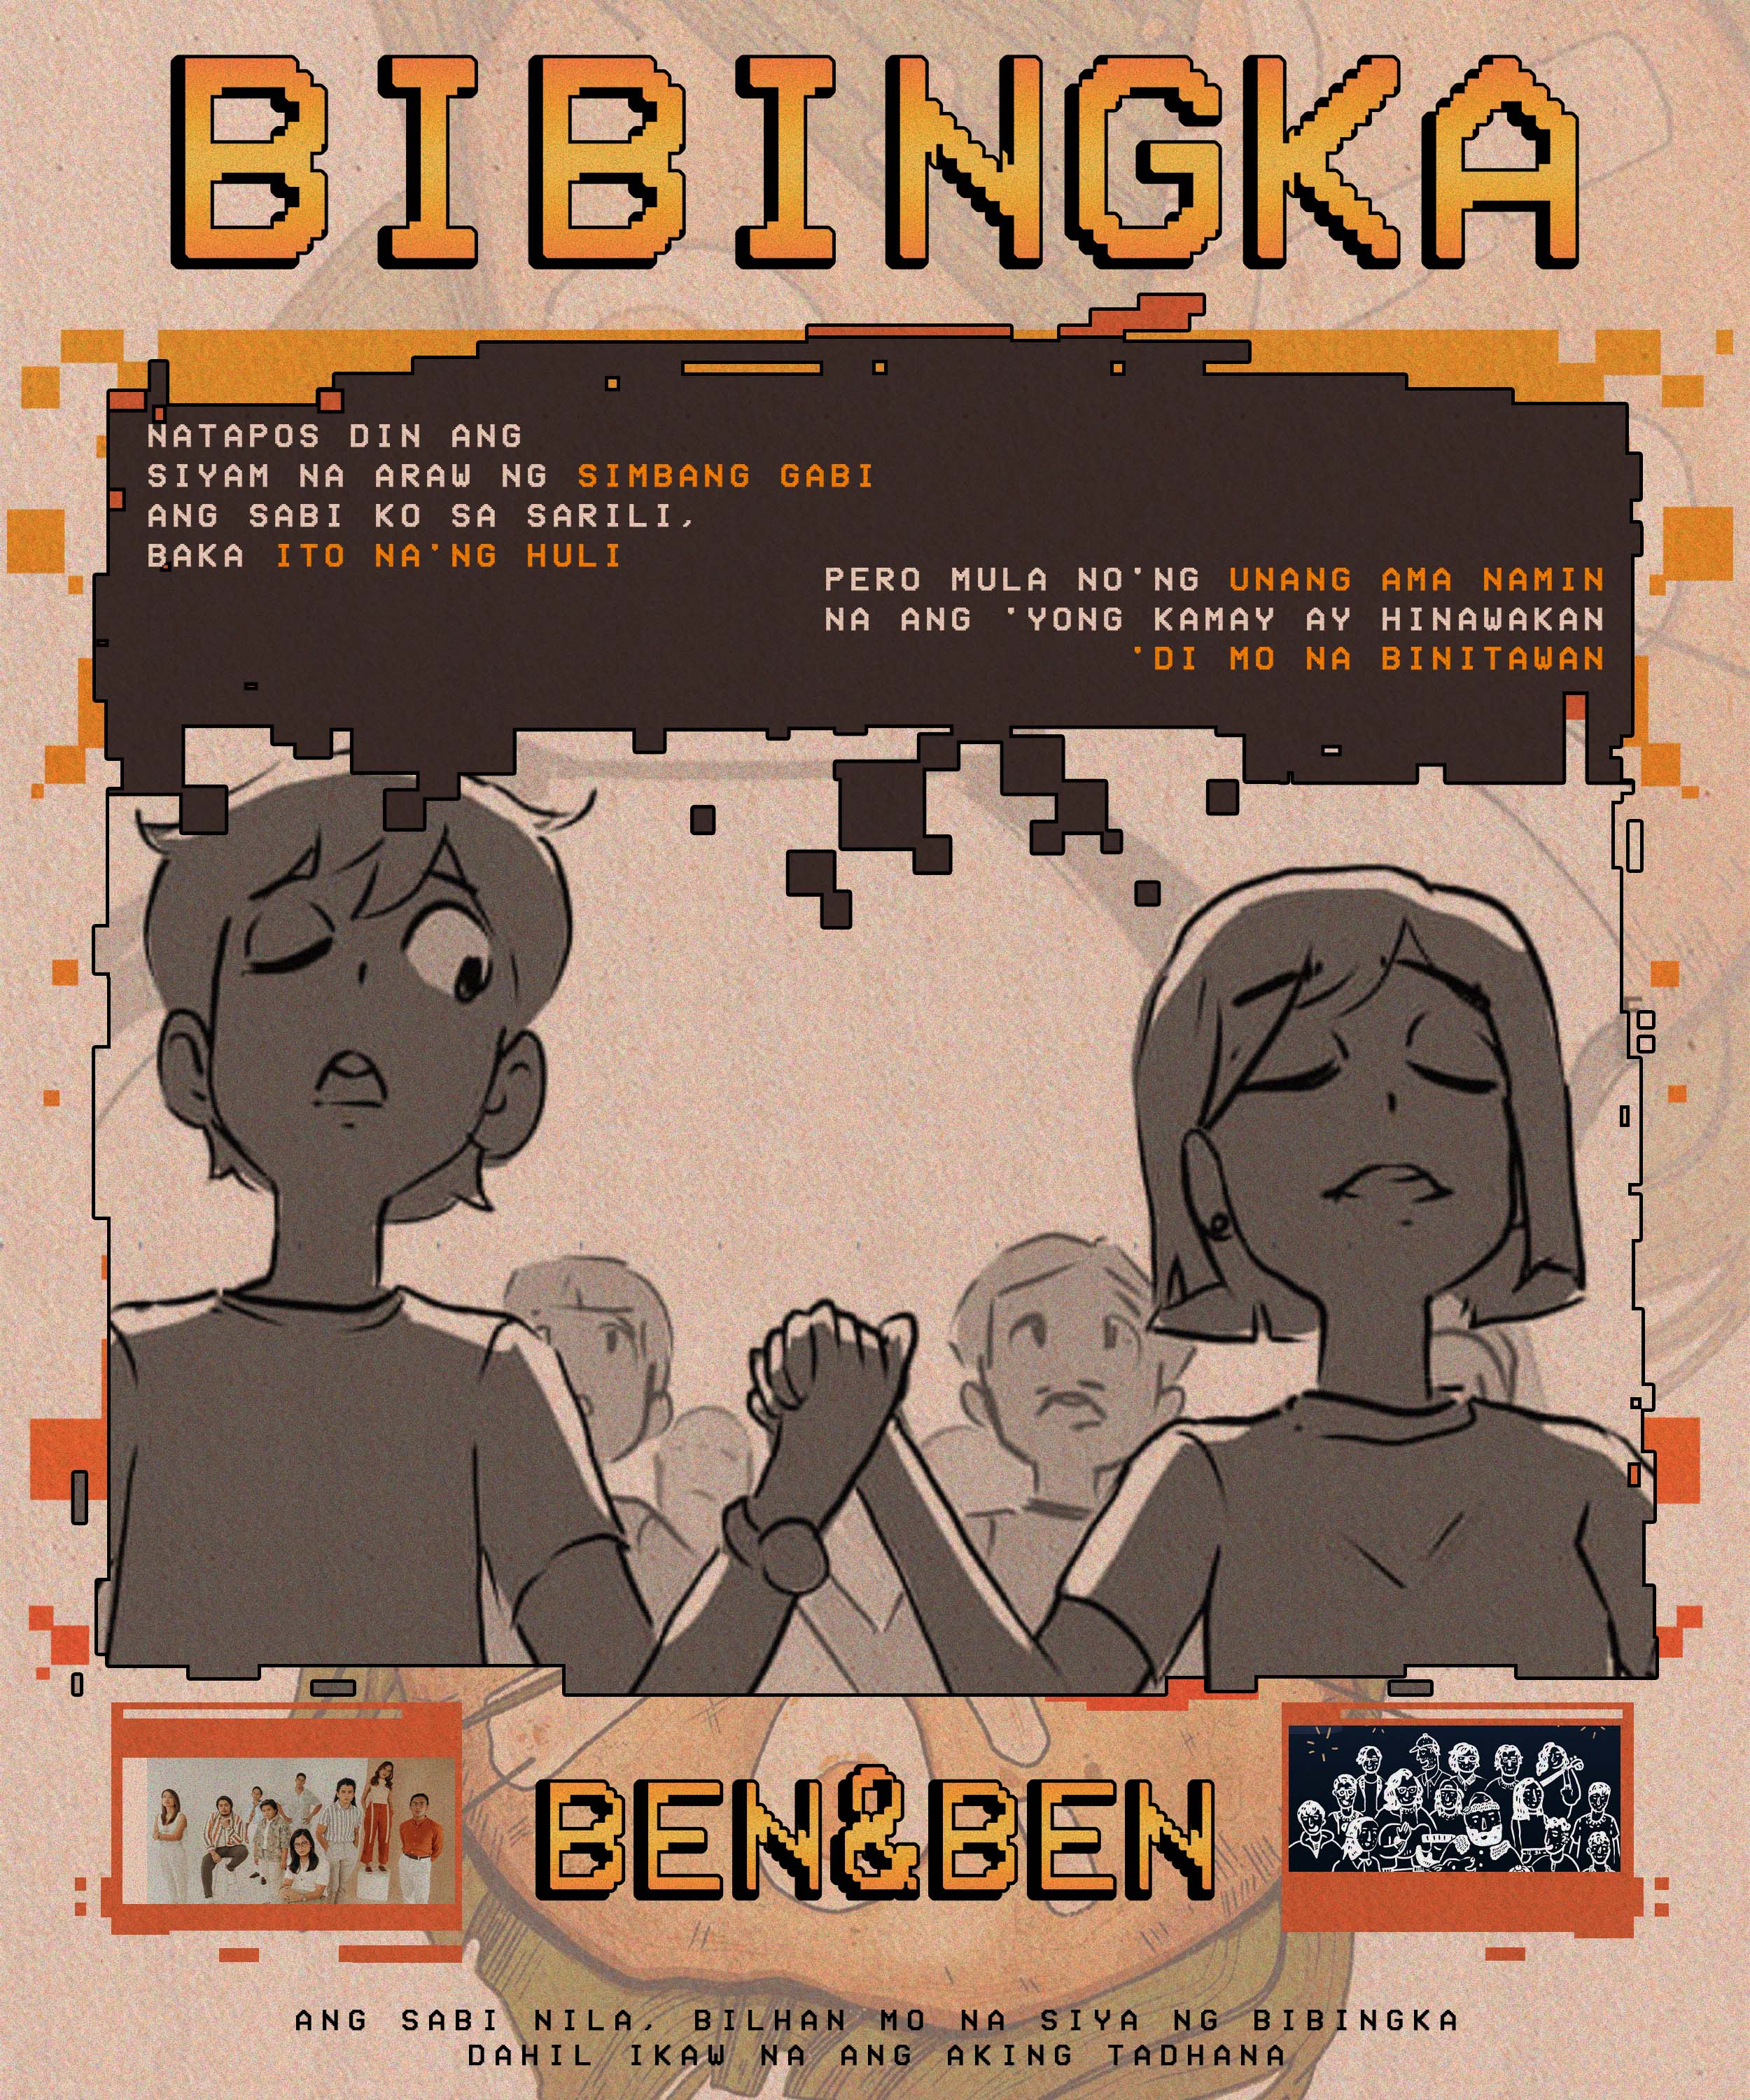 BIBINGKA
NATAPOS DIN ANG
SIYAM NA ARAW NG SIMBANG GABI
ANG SABI KO SA SARILI,
BAKA ITO NA'NG HULI
PERO MULA NO'NG UNANG AMA NAMIN
NA ANG 'YONG KAMAY AY HINAWAKAN
'DI MO NA BINITAWAN
BEN&BEN
ANG SABI NILA, BILHAN MO NA SIYA NG BIBINGKA
DAHIL IKAW NA ANG AKING TADHANA